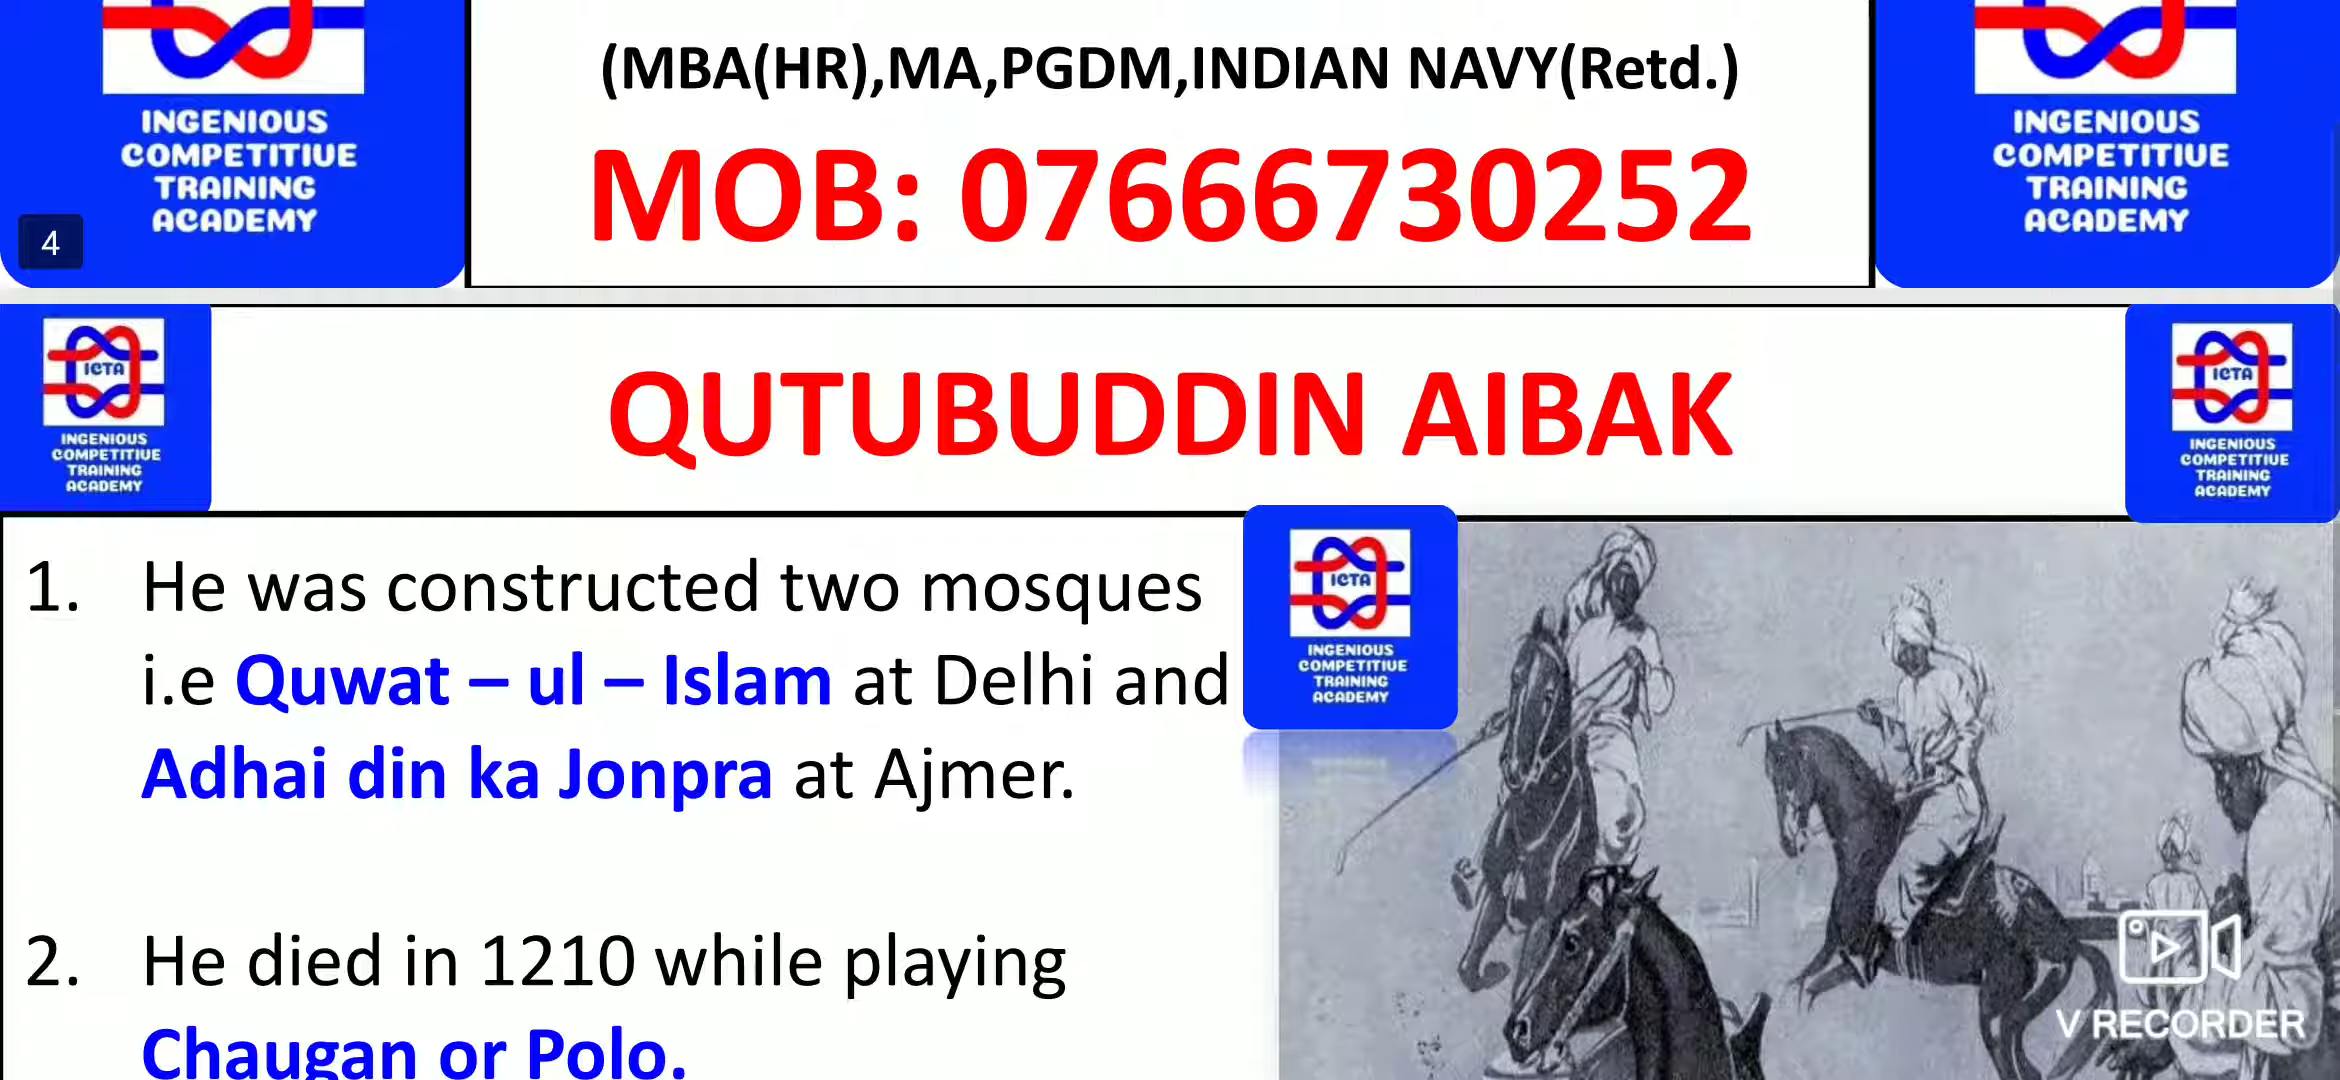 (MBA(HR),MA,PGDM,INDIAN NAVY(Retd.)
MOB: 07666730252
INGENIOUS
COMPETITIUE
TRAINING
ACADEMY
4
INGENIOUS
COMPETITIUE
TRAINING
ACADEMY
ICTA
INGENIOUS
COMPETITIUE
TRAINING
ACADEMY
QUTUBUDDIN AIBAK
ICTA
INGENIOUS
COMPETITIUE
TRAINING
ACADEMY
1. He was constructed two mosques
i.e Quwat – ul – Islam at Delhi and
Adhai din ka Jonpra at Ajmer.
ICTA
INGENIOUS
COMPETITIUE
TRAINING
ACADEMY
2. He died in 1210 while playing
Chaugan or Polo.
V RECORDER